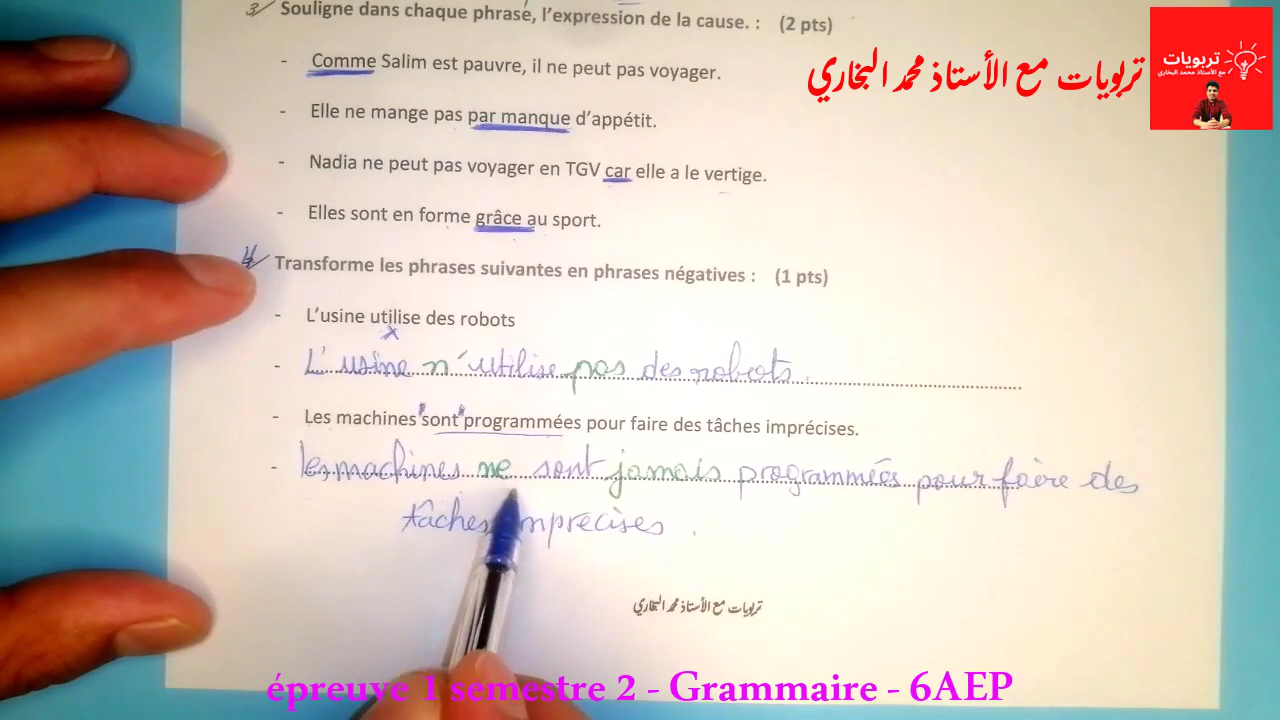 3/ Souligne dans chaque phrase, l'expression de la cause. : (2 pts)
تربويات مع الأستاذ محمد البخاري
تربويات
مع الأستاذ محمد البخاري
- Comme Salim est pauvre, il ne peut pas voyager.
- Elle ne mange pas par manque d'appétit.
- Nadia ne peut pas voyager en TGV car elle a le vertige.
- Elles sont en forme grâce au sport.
4/ Transforme les phrases suivantes en phrases négatives : (1 pts)
- L'usine utilise des robots
- L'usine n'utilise pas des robots.
- Les machines sont programmées pour faire des tâches imprécises.
- les machines ne sont jamais programmées pour faire des
imprécises.
تربويات مع الأستاذ محمد البخاري
épreuve 1 semestre 2 - Grammaire - 6AEP